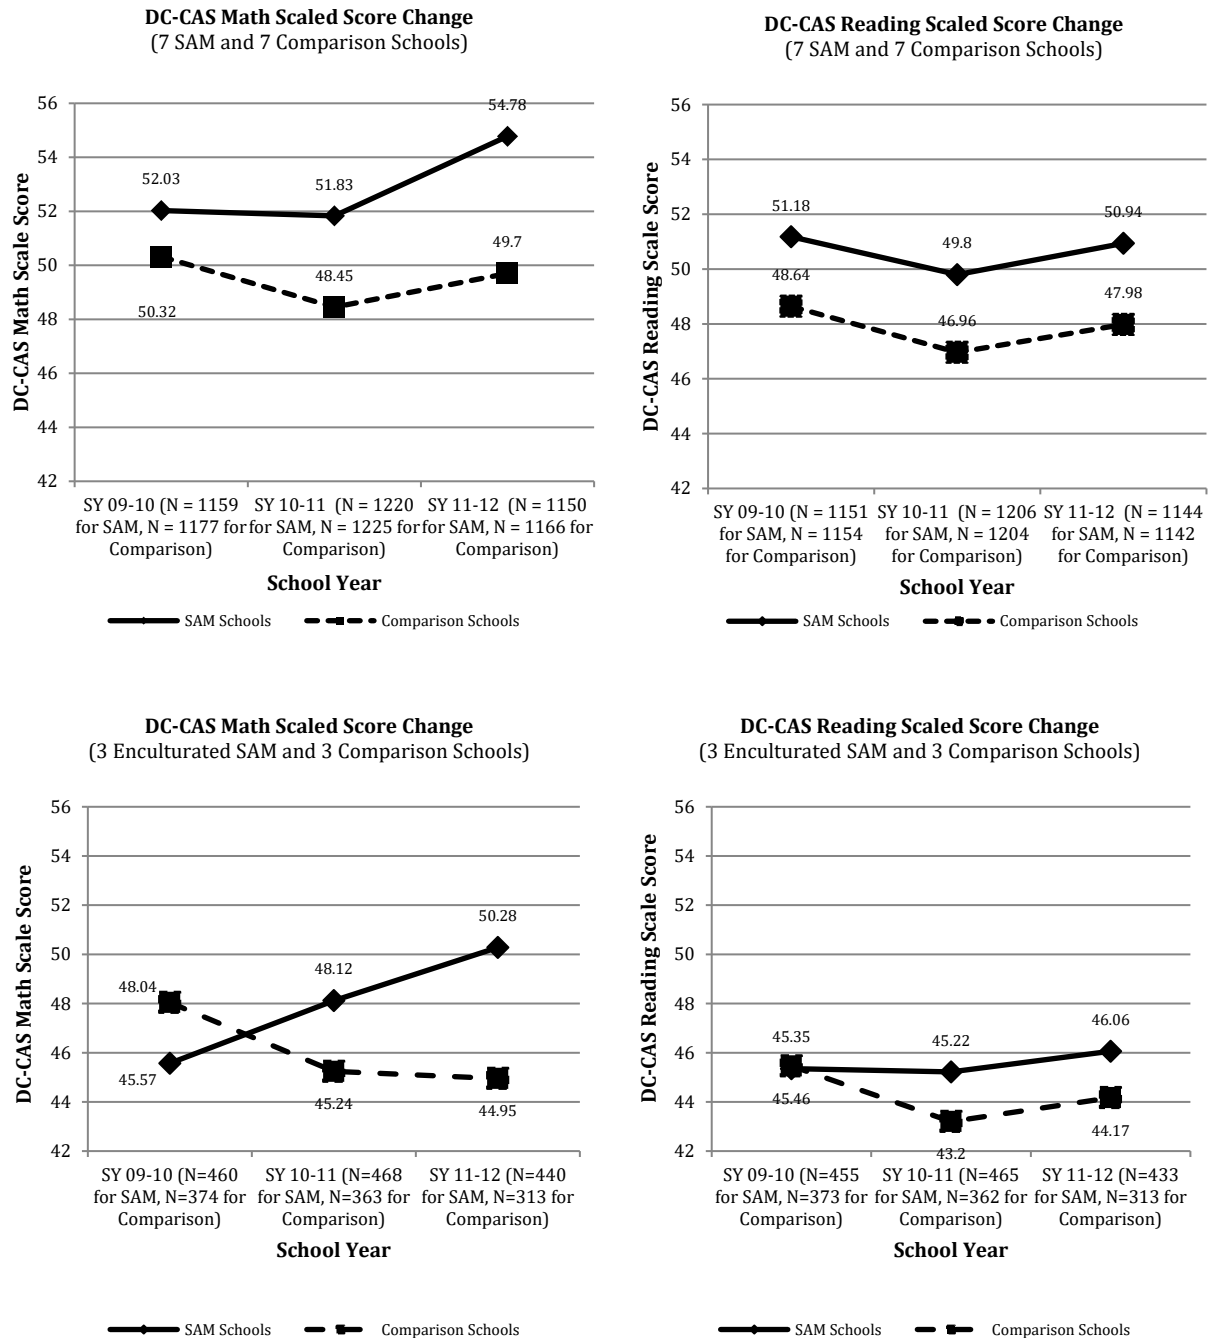 DC-CAS Math Scaled Score Change
(7 SAM and 7 Comparison Schools)
DC-CAS Math Scale Score
56
54
52
50
48
46
44
42
54.78
52.03
51.83
49.7
48.45
50.32
SY 09-10 (N = 1159 for SAM, N = 1177 for Comparison)
SY 10-11 (N = 1220 for SAM, N = 1225 for Comparison)
SY 11-12 (N = 1150 for SAM, N = 1166 for Comparison)
School Year
SAM Schools
Comparison Schools
DC-CAS Reading Scaled Score Change
(7 SAM and 7 Comparison Schools)
DC-CAS Reading Scale Score
56
54
52
50
48
46
44
42
51.18
50.94
49.8
48.64
47.98
46.96
SY 09-10 (N = 1151 for SAM, N = 1154 for Comparison)
SY 10-11 (N = 1206 for SAM, N = 1204 for Comparison)
SY 11-12 (N = 1144 for SAM, N = 1142 for Comparison)
School Year
SAM Schools
Comparison Schools
DC-CAS Math Scaled Score Change
(3 Enculturated SAM and 3 Comparison Schools)
DC-CAS Math Scale Score
56
54
52
50
48
46
44
42
50.28
48.12
48.04
45.57
45.24
44.95
SY 09-10 (N=460 for SAM, N=374 for Comparison)
SY 10-11 (N=468 for SAM, N=363 for Comparison)
SY 11-12 (N=440 for SAM, N=313 for Comparison)
School Year
SAM Schools
Comparison Schools
DC-CAS Reading Scaled Score Change
(3 Enculturated SAM and 3 Comparison Schools)
DC-CAS Reading Scale Score
56
54
52
50
48
46
44
42
45.35
45.22
46.06
45.46
43.2
44.17
SY 09-10 (N=455 for SAM, N=373 for Comparison)
SY 10-11 (N=465 for SAM, N=362 for Comparison)
SY 11-12 (N=433 for SAM, N=313 for Comparison)
School Year
SAM Schools
Comparison Schools